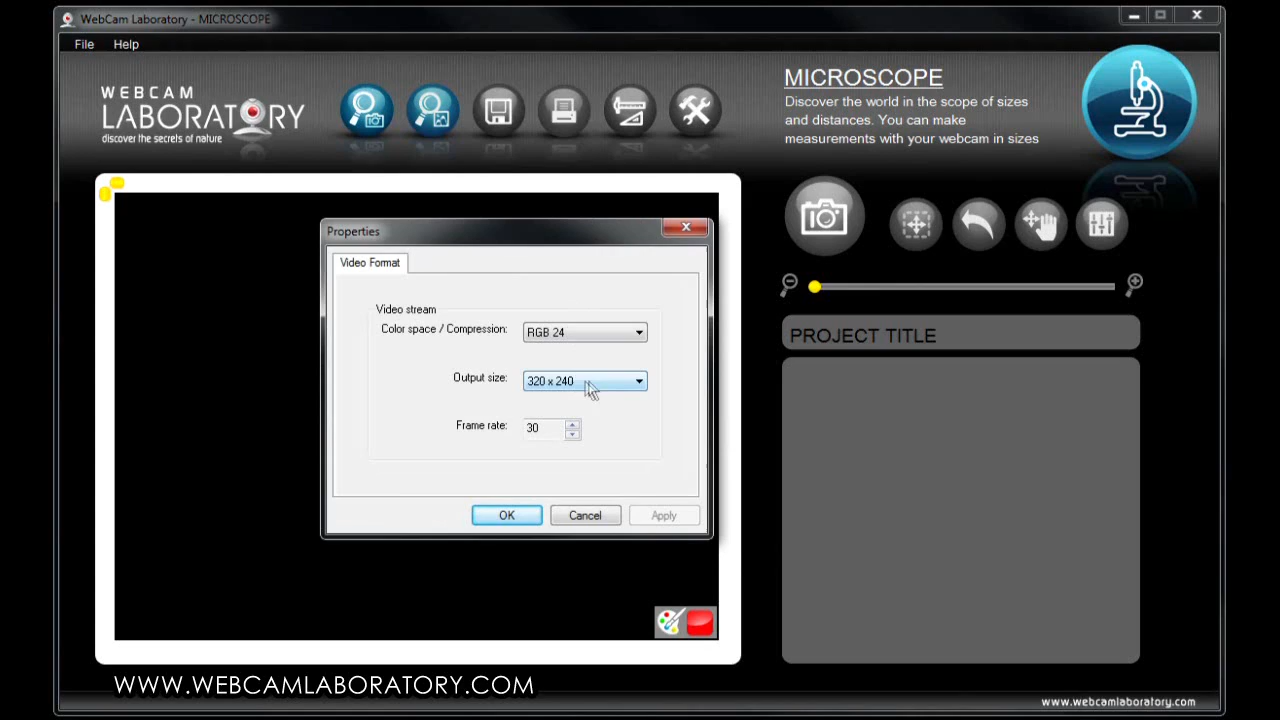 WebCam Laboratory - MICROSCOPE
File Help
WEBCAM
LABORATORY
discover the secrets of nature
MICROSCOPE
Discover the world in the scope of sizes
and distances. You can make
measurements with your webcam in sizes
Properties
Video Format
Video stream
Color space / Compression: RGB 24
Output size: 320 x 240
Frame rate: 30
OK Cancel Apply
PROJECT TITLE
WWW.WEBCAMLABORATORY.COM
www.webcamlaboratory.com